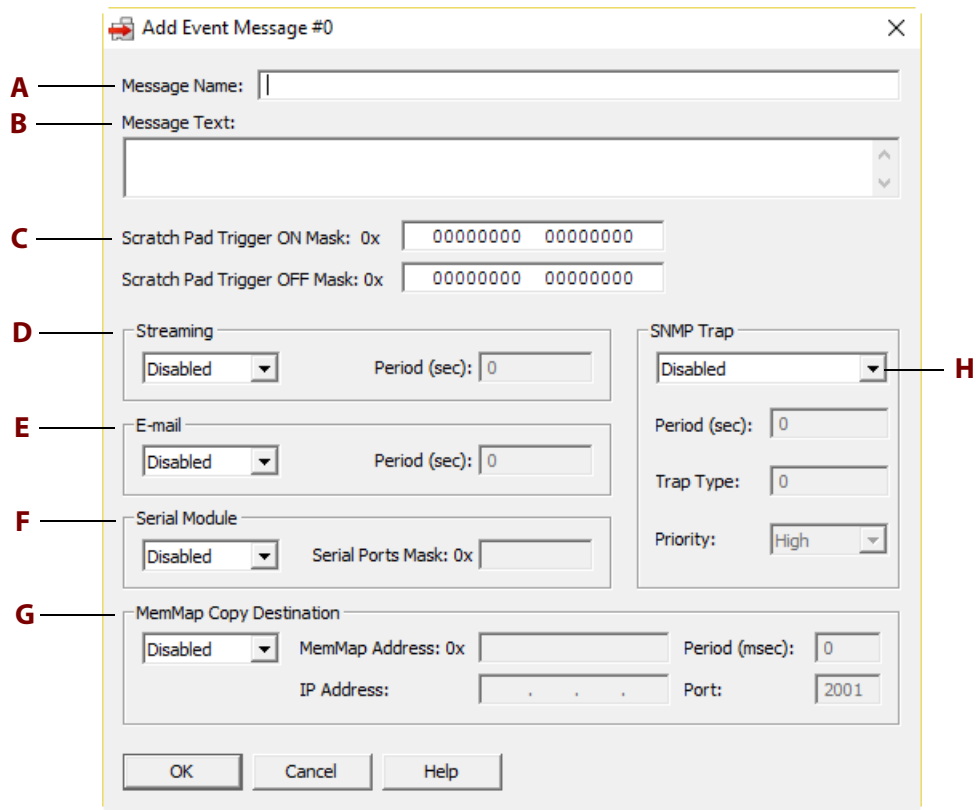 Add Event Message #0
A Message Name:
B Message Text:
C Scratch Pad Trigger ON Mask: 0x 00000000 00000000
Scratch Pad Trigger OFF Mask: 0x 00000000 00000000
D Streaming
Disabled Period (sec): 0
SNMP Trap
Disabled H
Period (sec): 0
Trap Type: 0
Priority: High
E E-mail
Disabled Period (sec): 0
F Serial Module
Disabled Serial Ports Mask: 0x
G MemMap Copy Destination
Disabled MemMap Address: 0x Period (msec): 0
IP Address: . . . Port: 2001
OK Cancel Help